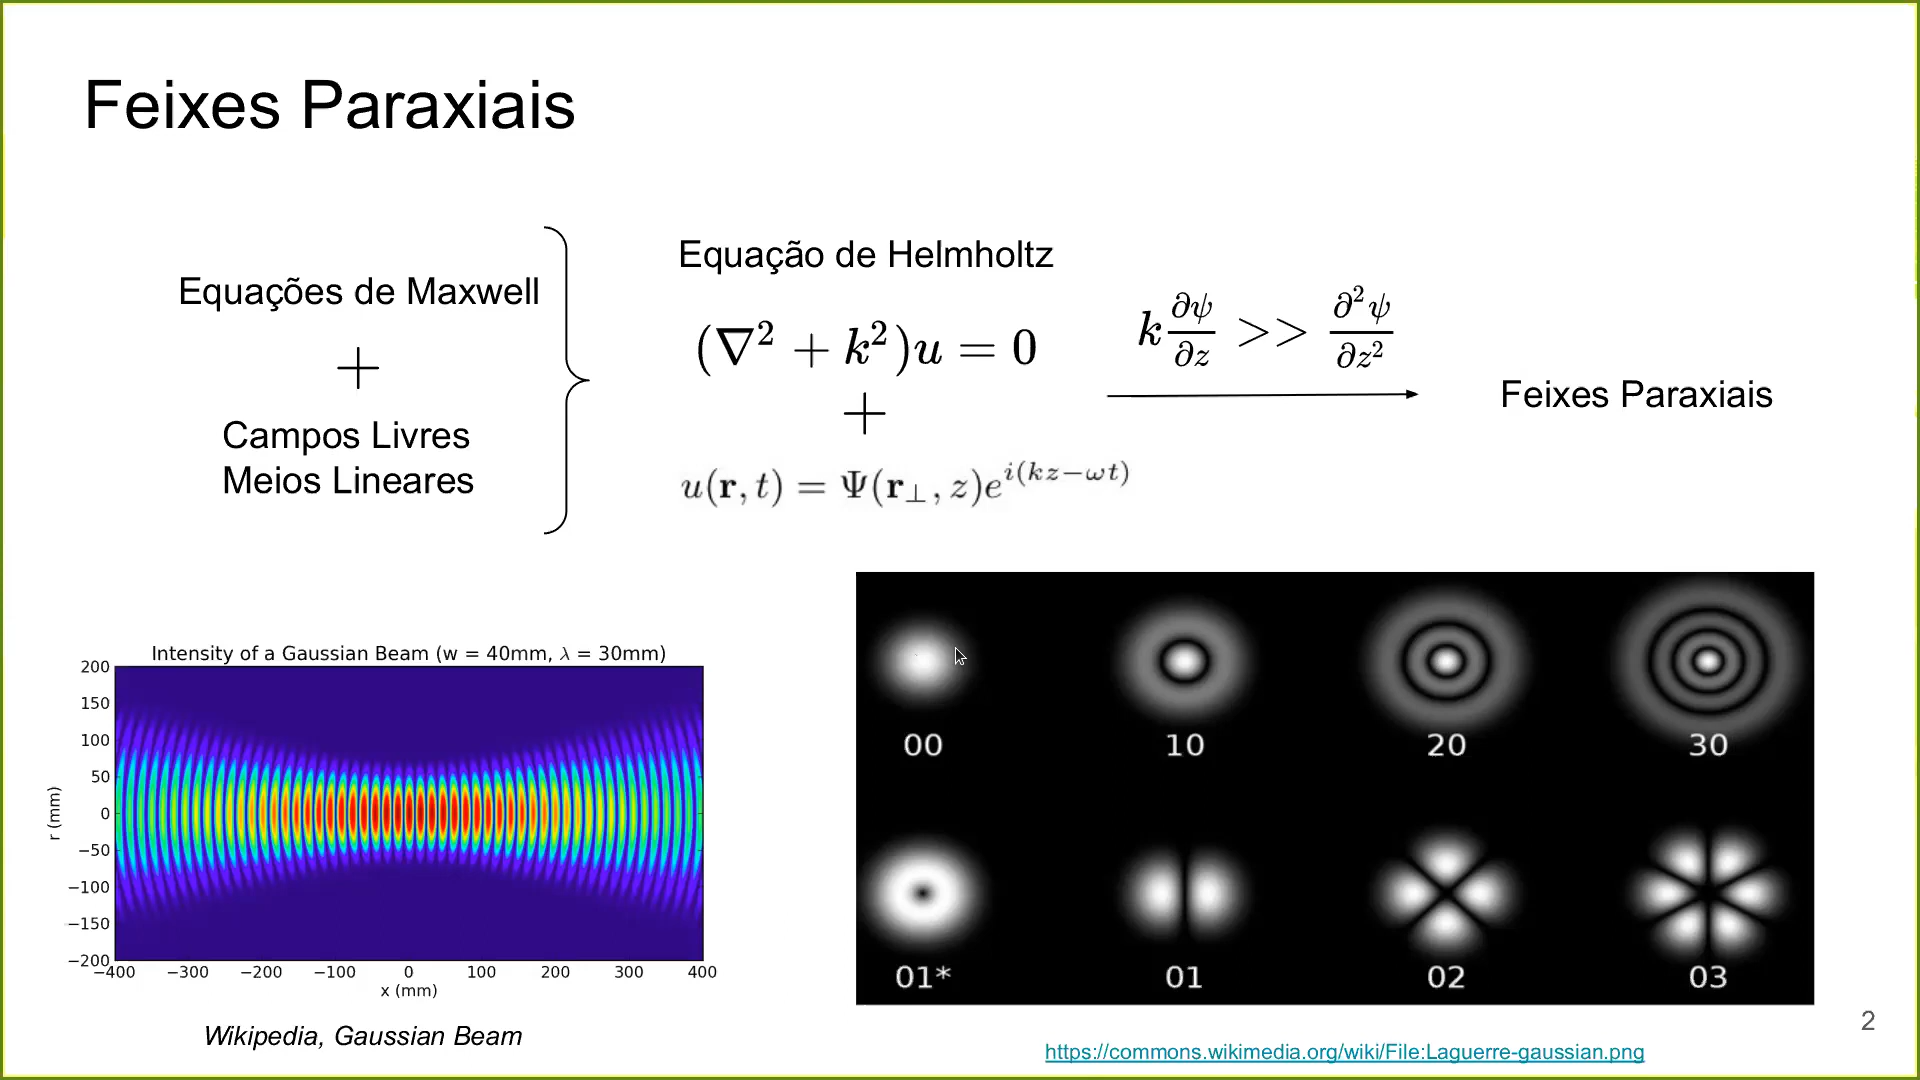 Feixes Paraxiais
Equações de Maxwell
+
Campos Livres
Meios Lineares
Equação de Helmholtz
(∇² + k²)u = 0
+
u(r, t) = Ψ(r⊥, z)e^{i(kz−ωt)}
k ∂ψ/∂z >> ∂²ψ/∂z²
Feixes Paraxiais
Intensity of a Gaussian Beam (w = 40mm, λ = 30mm)
200
150
100
50
0
−50
−100
−150
−200
r (mm)
−400 −300 −200 −100 0 100 200 300 400
x (mm)
Wikipedia, Gaussian Beam
00 10 20 30
01* 01 02 03
https://commons.wikimedia.org/wiki/File:Laguerre-gaussian.png
2